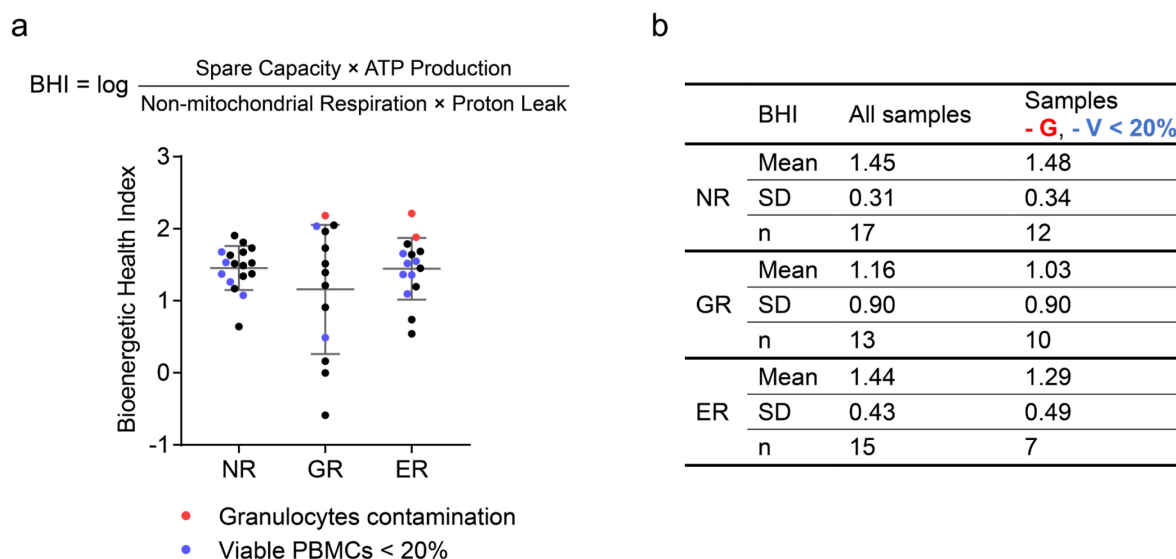 a
BHI = log
Spare Capacity × ATP Production
Non-mitochondrial Respiration × Proton Leak
Bioenergetic Health Index
3
2
1
0
-1
NR GR ER
Granulocytes contamination
Viable PBMCs < 20%
b
BHI All samples Samples
- G, - V < 20%
NR
Mean 1.45 1.48
SD 0.31 0.34
n 17 12
GR
Mean 1.16 1.03
SD 0.90 0.90
n 13 10
ER
Mean 1.44 1.29
SD 0.43 0.49
n 15 7